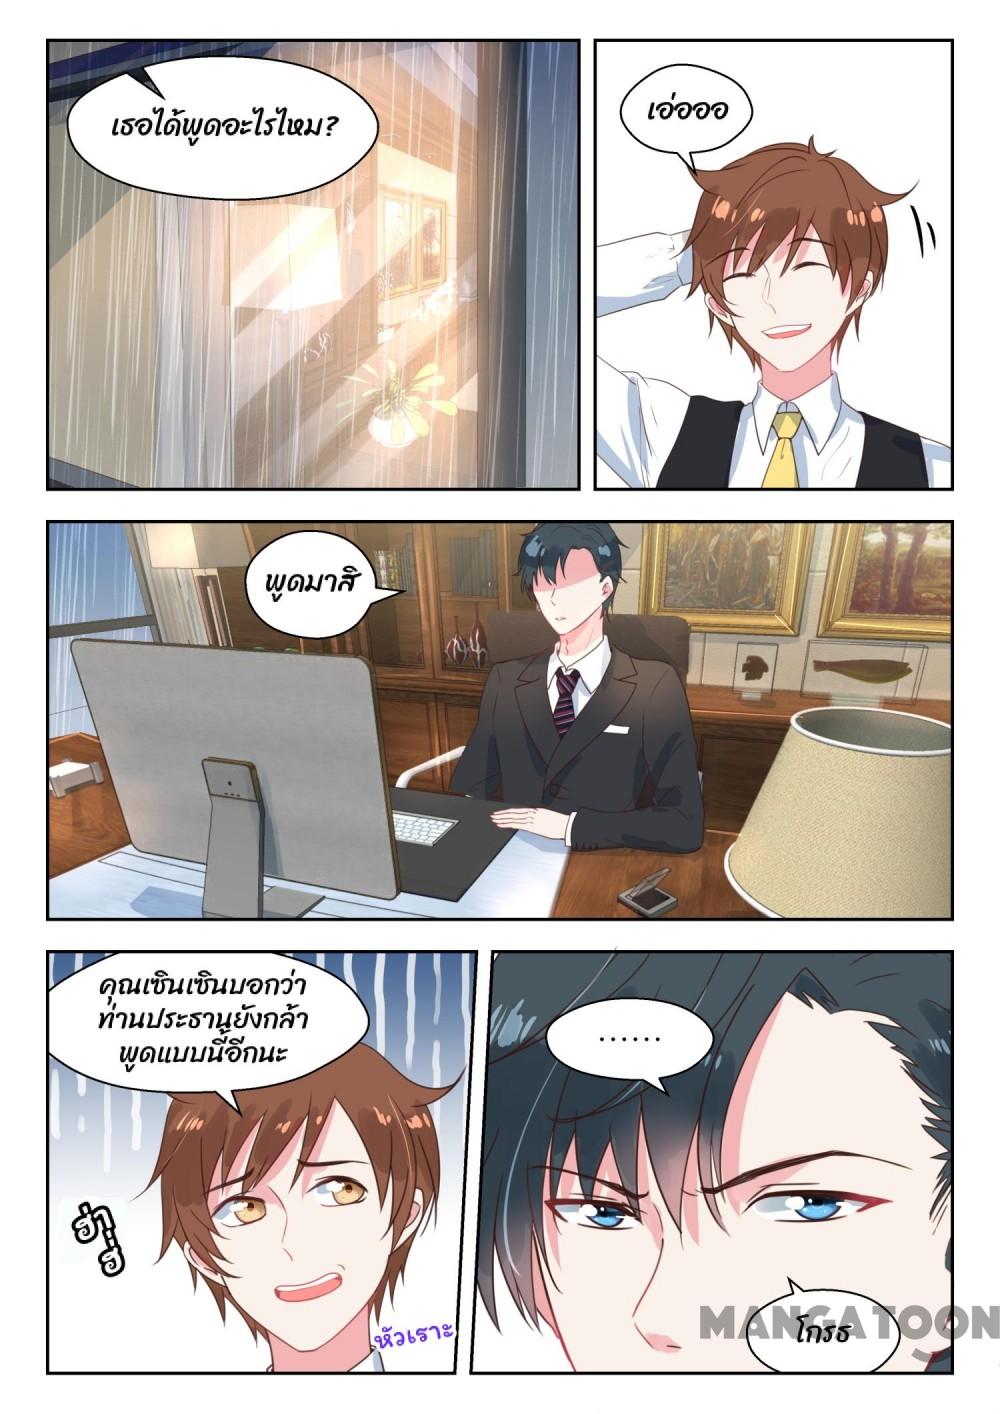 เธอได้พูดอะไรไหม?
เอ่อออ
พูดมาสิ
คุณเซินเซินบอกว่า
ท่านประธานยังกล้า
พูดแบบนี้อีกนะ
......
ฮ่า
ฮ่
หัวเราะ
โกรธ
MANGATOON